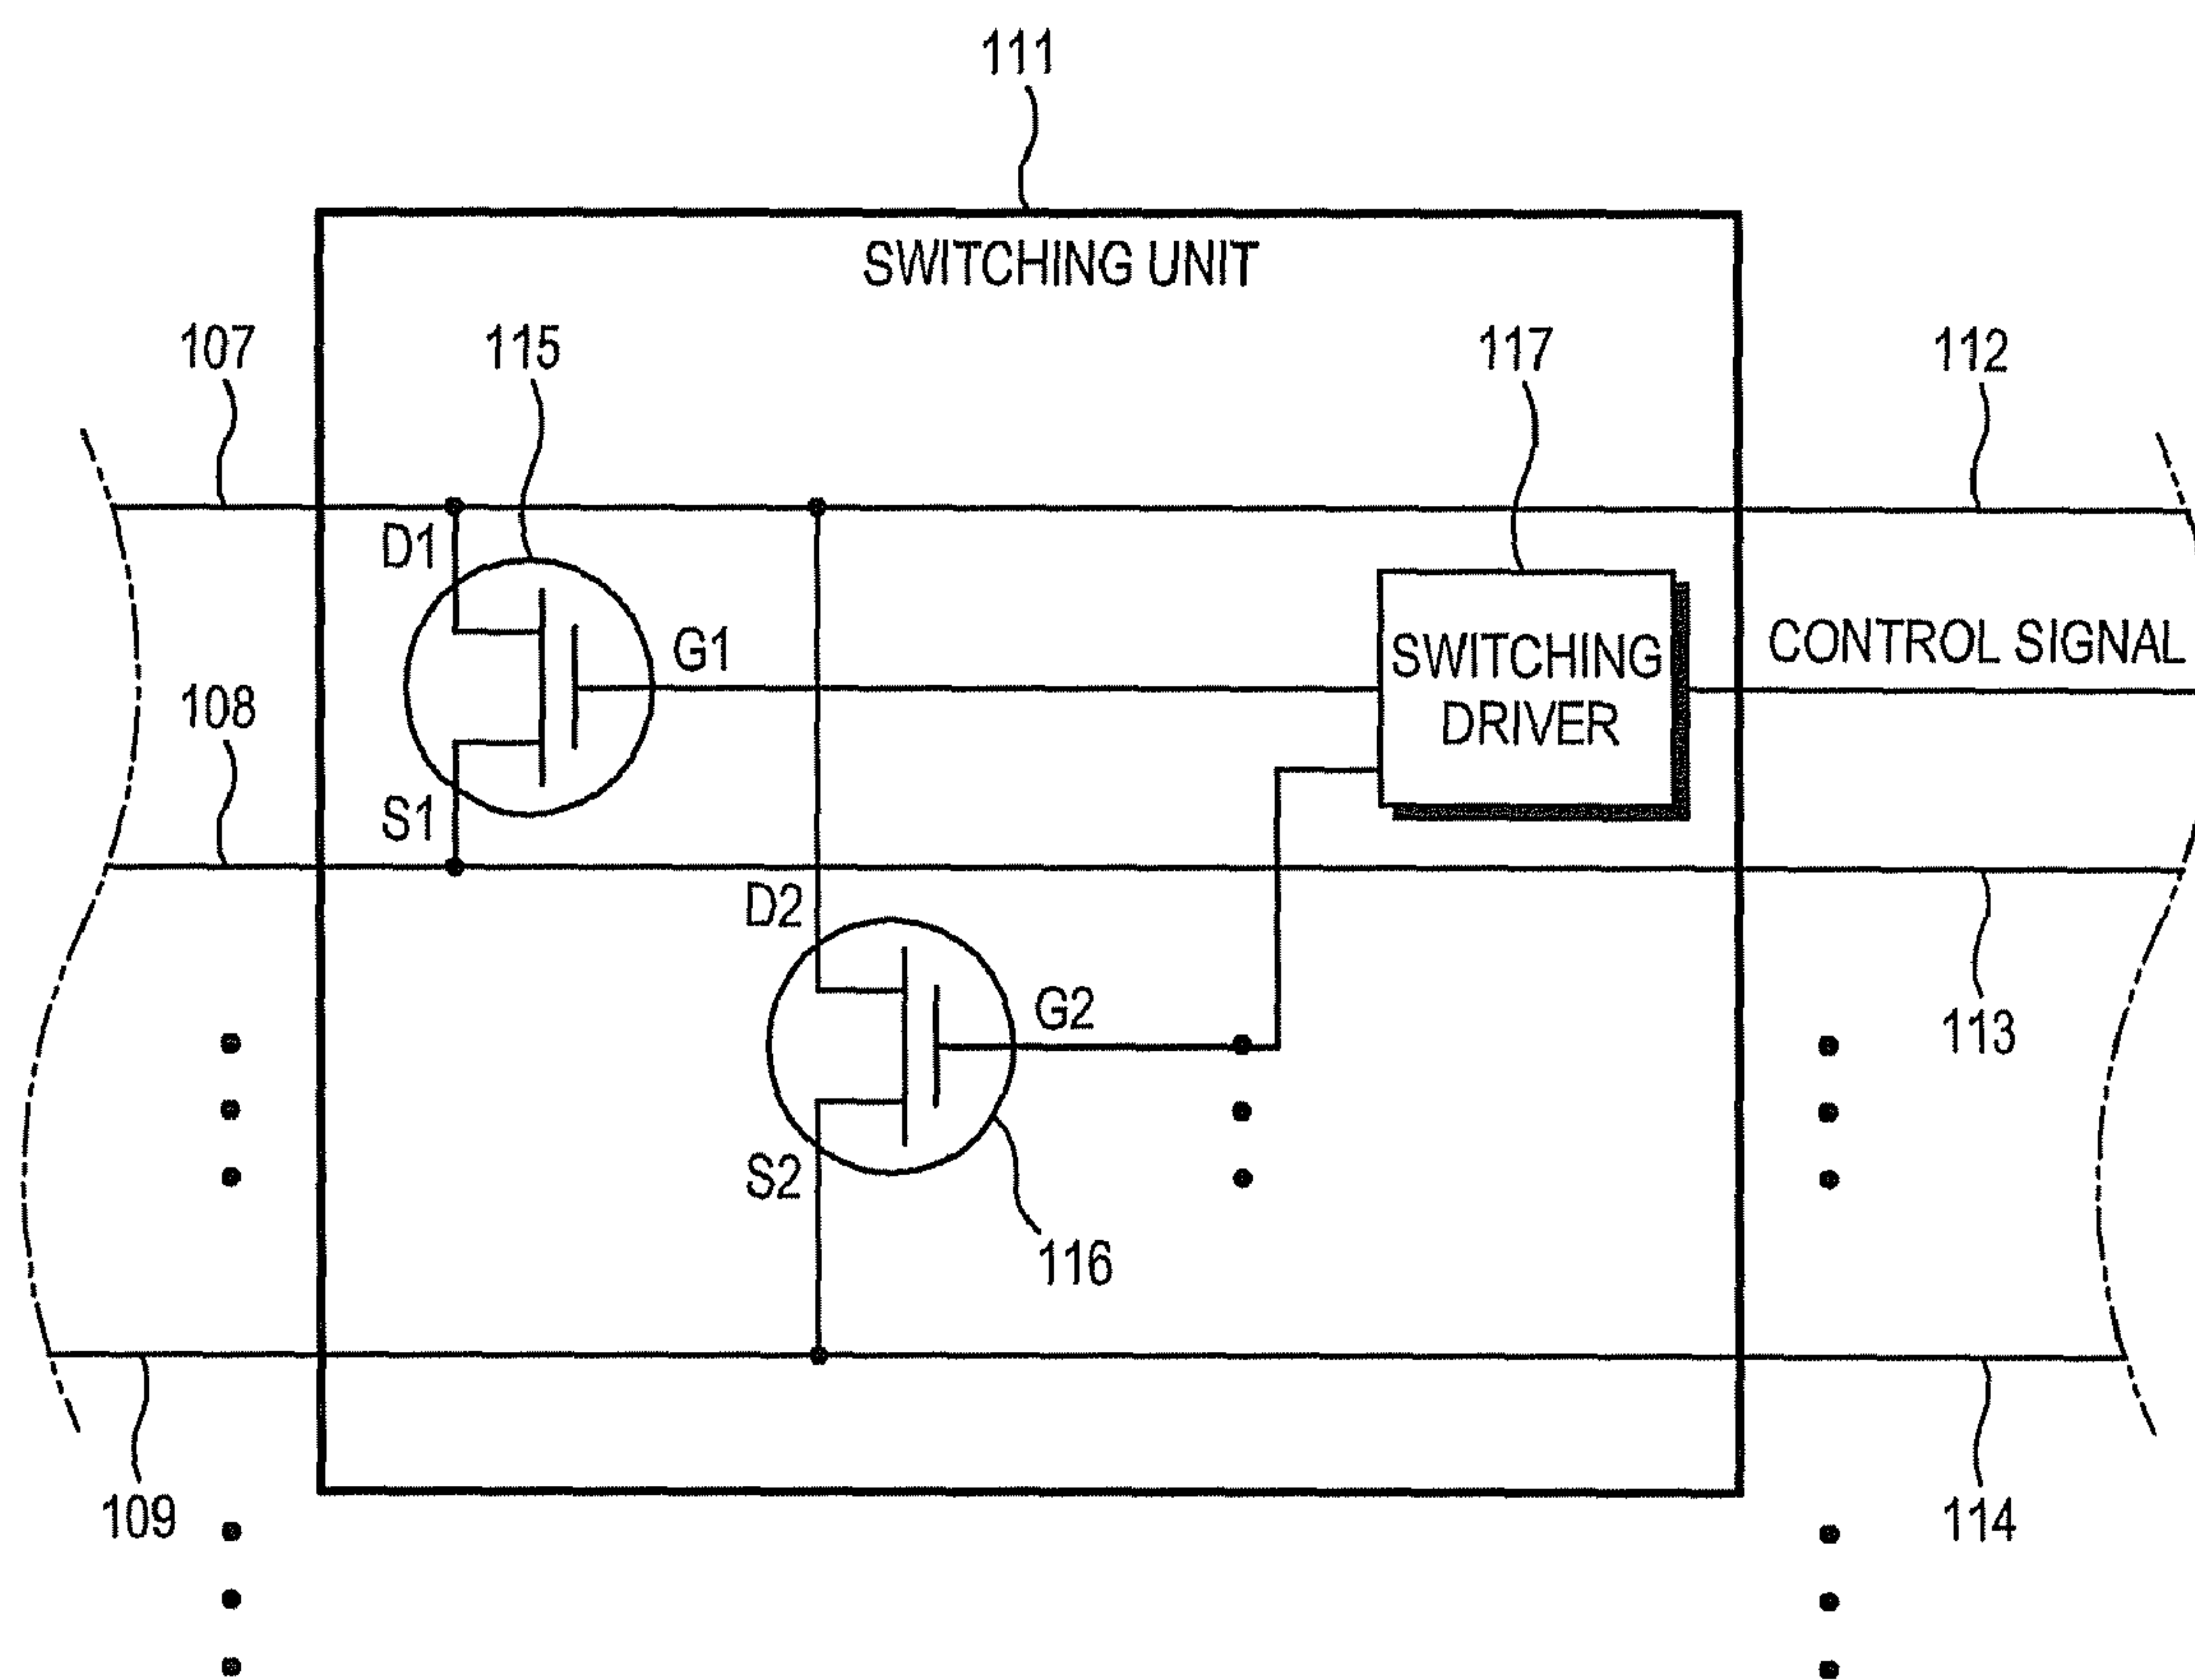 111
SWITCHING UNIT
107
115
117
112
D1
G1
SWITCHING
DRIVER
CONTROL SIGNAL
108
S1
D2
G2
113
S2
116
109
114